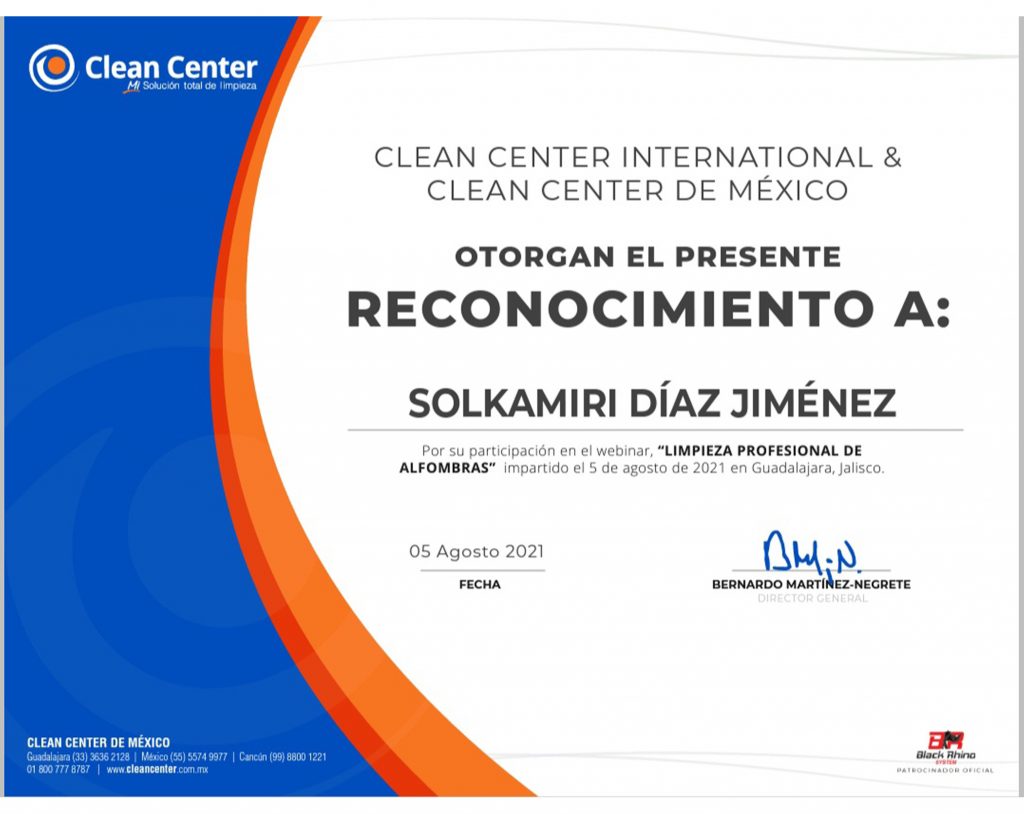 Clean Center
Mi Solución total de limpieza
CLEAN CENTER INTERNATIONAL &
CLEAN CENTER DE MÉXICO
OTORGAN EL PRESENTE
RECONOCIMIENTO A:
SOLKAMIRI DÍAZ JIMÉNEZ
Por su participación en el webinar, “LIMPIEZA PROFESIONAL DE
ALFOMBRAS” impartido el 5 de agosto de 2021 en Guadalajara, Jalisco.
05 Agosto 2021
FECHA
BERNARDO MARTÍNEZ-NEGRETE
DIRECTOR GENERAL
CLEAN CENTER DE MÉXICO
Guadalajara (33) 3636 2128 | México (55) 5574 9977 | Cancún (99) 8800 1221
01 800 777 8787 | www.cleancenter.com.mx
BR
Black Rhino
SYSTEM
PATROCINADOR OFICIAL